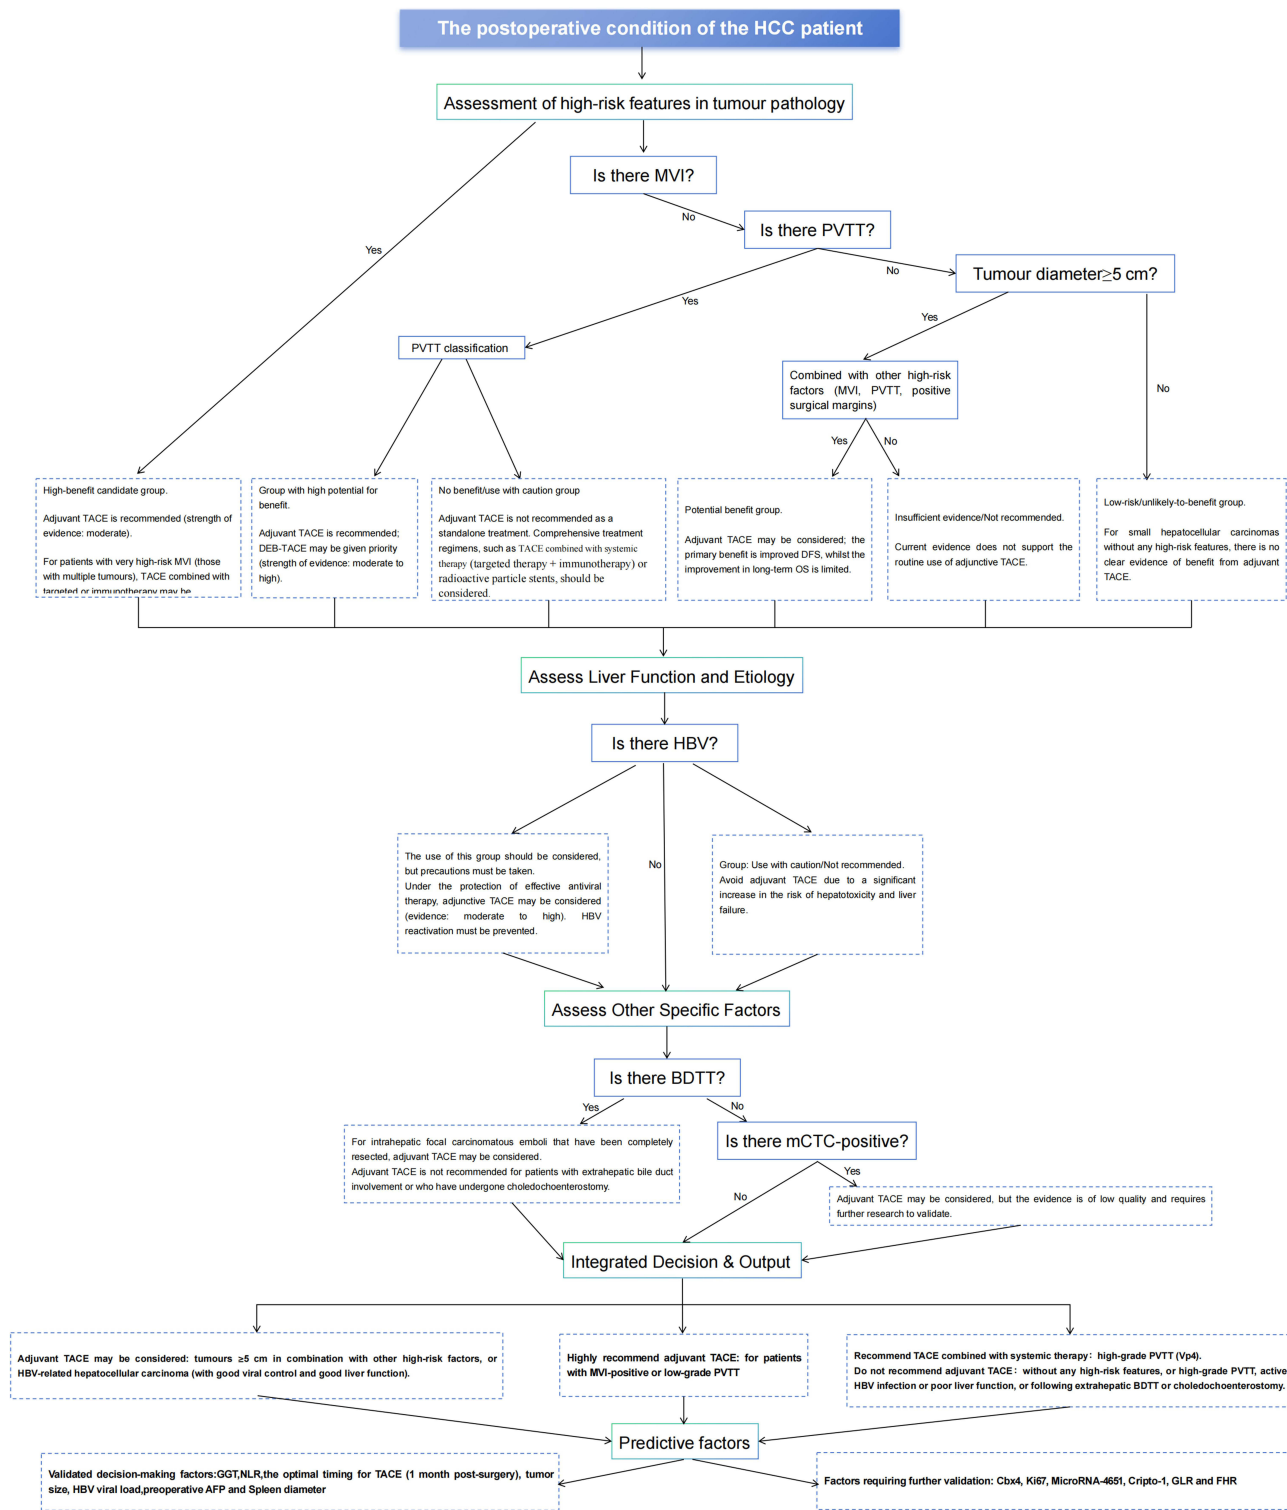 The postoperative condition of the HCC patient
Assessment of high-risk features in tumour pathology
Is there MVI?
No
Is there PVTT?
Yes
No
Tumour diameter≥5 cm?
Yes
Yes
PVTT classification
Combined with other high-risk
factors (MVI, PVTT, positive
surgical margins)
No
Yes
No
High-benefit candidate group.
Adjuvant TACE is recommended (strength of
evidence: moderate).
For patients with very high-risk MVI (those
with multiple tumours), TACE combined with
targeted or immunotherapy may be
Group with high potential for
benefit.
Adjuvant TACE is recommended;
DEB-TACE may be given priority
(strength of evidence: moderate to
high).
No benefit/use with caution group
Adjuvant TACE is not recommended as a
standalone treatment. Comprehensive treatment
regimens, such as TACE combined with systemic
therapy (targeted therapy + immunotherapy) or
radioactive particle stents, should be
considered.
Potential benefit group.
Adjuvant TACE may be considered; the
primary benefit is improved DFS, whilst the
improvement in long-term OS is limited.
Insufficient evidence/Not recommended.
Current evidence does not support the
routine use of adjunctive TACE.
Low-risk/unlikely-to-benefit group.
For small hepatocellular carcinomas
without any high-risk features, there is no
clear evidence of benefit from adjuvant
TACE.
Assess Liver Function and Etiology
Is there HBV?
The use of this group should be considered,
but precautions must be taken.
Under the protection of effective antiviral
therapy, adjunctive TACE may be considered
(evidence: moderate to high). HBV
reactivation must be prevented.
No
Group: Use with caution/Not recommended.
Avoid adjuvant TACE due to a significant
increase in the risk of hepatotoxicity and liver
failure.
Assess Other Specific Factors
Is there BDTT?
Yes
No
For intrahepatic focal carcinomatous emboli that have been completely
resected, adjuvant TACE may be considered.
Adjuvant TACE is not recommended for patients with extrahepatic bile duct
involvement or who have undergone choledochoenterostomy.
Is there mCTC-positive?
Yes
No
Adjuvant TACE may be considered, but the evidence is of low quality and requires
further research to validate.
Integrated Decision & Output
Adjuvant TACE may be considered: tumours ≥5 cm in combination with other high-risk factors, or
HBV-related hepatocellular carcinoma (with good viral control and good liver function).
Highly recommend adjuvant TACE: for patients
with MVI-positive or low-grade PVTT
Recommend TACE combined with systemic therapy：high-grade PVTT (Vp4).
Do not recommend adjuvant TACE：without any high-risk features, or high-grade PVTT, active
HBV infection or poor liver function, or following extrahepatic BDTT or choledochoenterostomy.
Predictive factors
Validated decision-making factors:GGT,NLR,the optimal timing for TACE (1 month post-surgery), tumor
size, HBV viral load,preoperative AFP and Spleen diameter
Factors requiring further validation: Cbx4, Ki67, MicroRNA-4651, Cripto-1, GLR and FHR